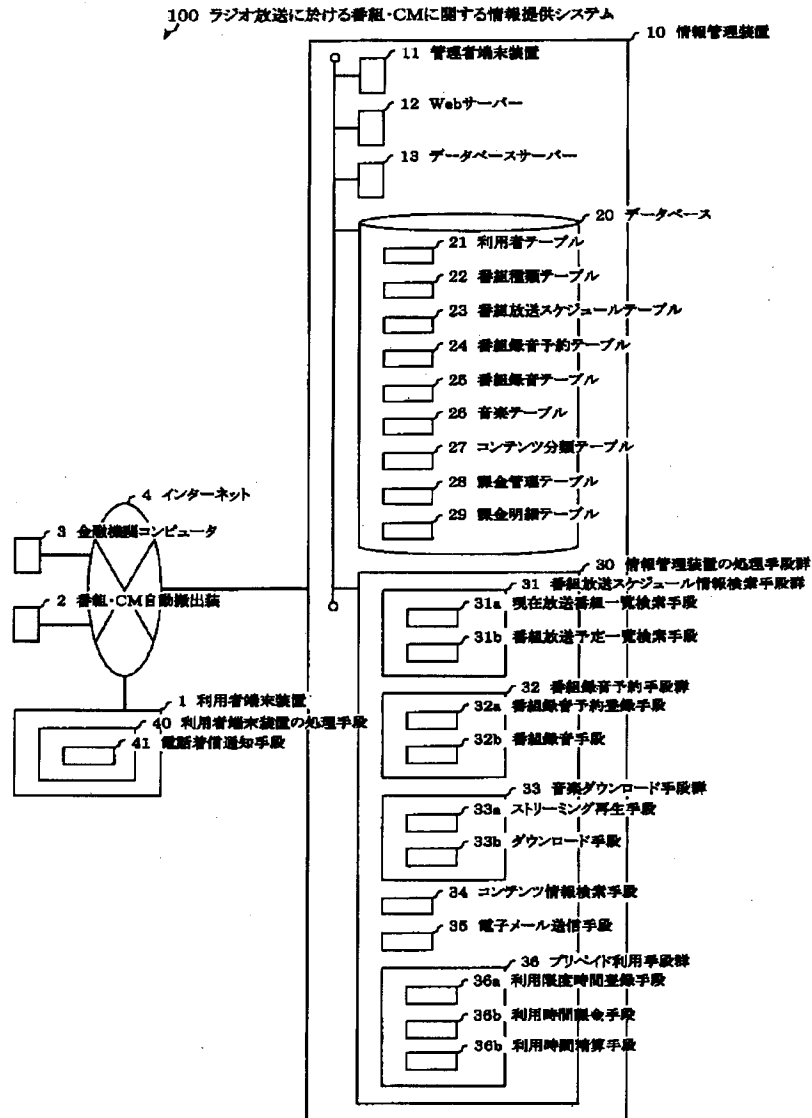 100 ラジオ放送に於ける番組・CMに関する情報提供システム
10 情報管理装置
11 管理者端末装置
12 Webサーバー
13 データベースサーバー
20 データベース
21 利用者テーブル
22 番組種類テーブル
23 番組放送スケジュールテーブル
24 番組録音予約テーブル
25 番組録音テーブル
26 音楽テーブル
27 コンテンツ分類テーブル
28 課金管理テーブル
29 課金明細テーブル
4 インターネット
3 金融機関コンピュータ
2 番組・CM自動搬出装
1 利用者端末装置
40 利用者端末装置の処理手段
41 電話着信通知手段
30 情報管理装置の処理手段群
31 番組放送スケジュール情報検索手段群
31a 現在放送番組一覧検索手段
31b 番組放送予定一覧検索手段
32 番組録音予約手段群
32a 番組録音予約登録手段
32b 番組録音手段
33 音楽ダウンロード手段群
33a ストリーミング再生手段
33b ダウンロード手段
34 コンテンツ情報検索手段
35 電子メール送信手段
36 プリペイド利用手段群
36a 利用限度時間登録手段
36b 利用時間課金手段
36b 利用時間精算手段